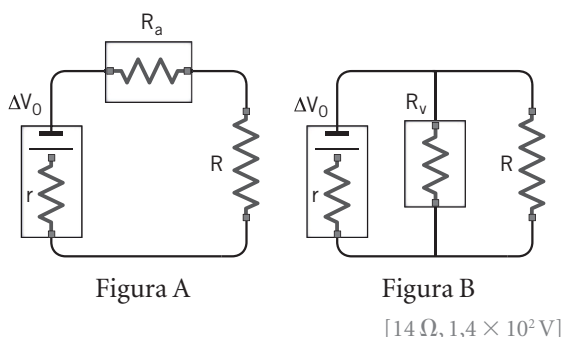 Rₐ
ΔV₀
r
R
Figura A
ΔV₀
Rᵥ
r
R
Figura B
[14 Ω, 1,4 × 10² V]